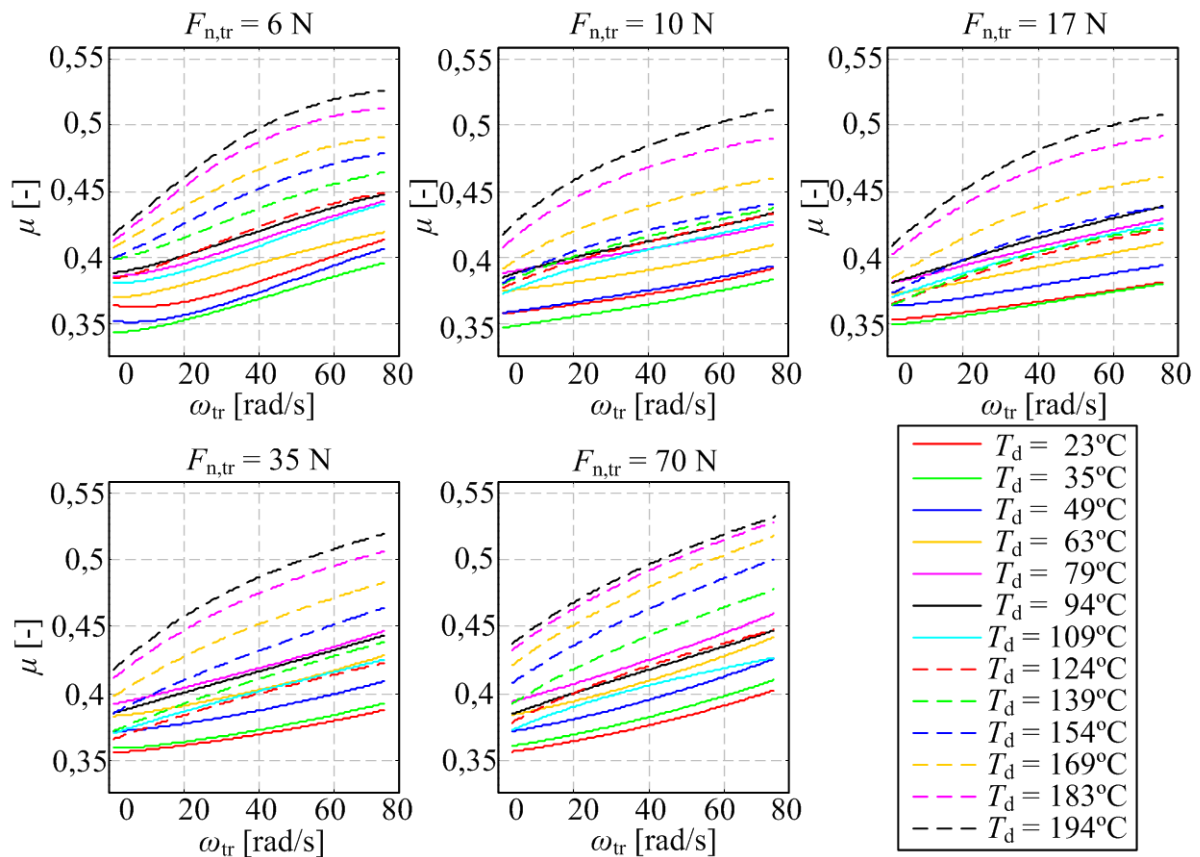 F_n,tr = 6 N
0,55
0,5
0,45
0,4
0,35
μ [-]
0 20 40 60 80
ω_tr [rad/s]
F_n,tr = 10 N
0,55
0,5
0,45
0,4
0,35
μ [-]
0 20 40 60 80
ω_tr [rad/s]
F_n,tr = 17 N
0,55
0,5
0,45
0,4
0,35
μ [-]
0 20 40 60 80
ω_tr [rad/s]
F_n,tr = 35 N
0,55
0,5
0,45
0,4
0,35
μ [-]
0 20 40 60 80
ω_tr [rad/s]
F_n,tr = 70 N
0,55
0,5
0,45
0,4
0,35
μ [-]
0 20 40 60 80
ω_tr [rad/s]
T_d = 23ºC
T_d = 35ºC
T_d = 49ºC
T_d = 63ºC
T_d = 79ºC
T_d = 94ºC
T_d = 109ºC
T_d = 124ºC
T_d = 139ºC
T_d = 154ºC
T_d = 169ºC
T_d = 183ºC
T_d = 194ºC